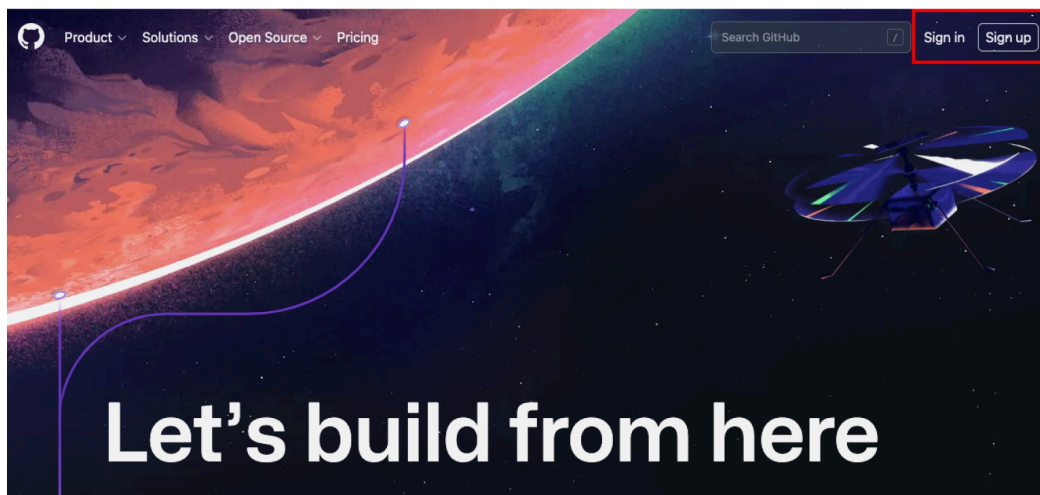 Product Solutions Open Source Pricing Search GitHub / Sign in Sign up
Let's build from here